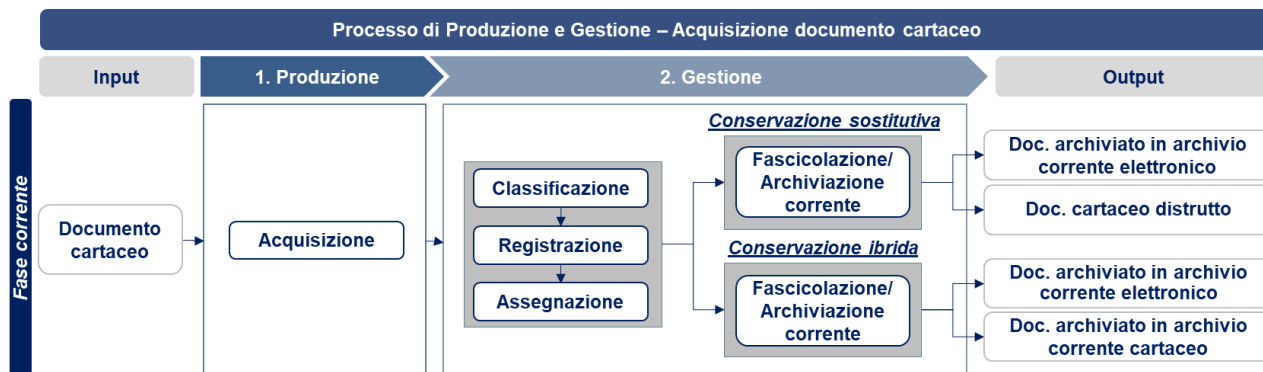 Processo di Produzione e Gestione – Acquisizione documento cartaceo
Input
1. Produzione
2. Gestione
Output
Fase corrente
Documento
cartaceo
Acquisizione
Classificazione
Registrazione
Assegnazione
Conservazione sostitutiva
Fascicolazione/
Archiviazione
corrente
Conservazione ibrida
Fascicolazione/
Archiviazione
corrente
Doc. archiviato in archivio
corrente elettronico
Doc. cartaceo distrutto
Doc. archiviato in archivio
corrente elettronico
Doc. archiviato in archivio
corrente cartaceo